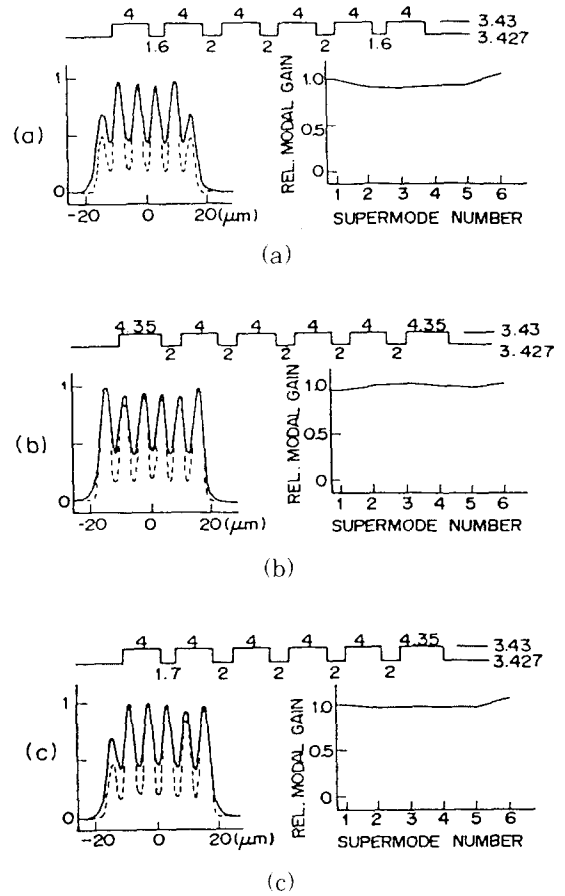 4 4 4 4 4 4 3.43
1.6 2 2 2 1.6 3.427
(a)
1
0
-20 0 20(μm)
REL. MODAL GAIN
1.0
0.5
0
1 2 3 4 5 6
SUPERMODE NUMBER
(a)
4.35 4 4 4 4 4.35 3.43
2 2 2 2 2 3.427
(b)
1
0
-20 0 20(μm)
REL. MODAL GAIN
1.0
0.5
0
1 2 3 4 5 6
SUPERMODE NUMBER
(b)
4 4 4 4 4 4.35 3.43
1.7 2 2 2 2 3.427
(c)
1
0
-20 0 20(μm)
REL. MODAL GAIN
1.0
0.5
0
1 2 3 4 5 6
SUPERMODE NUMBER
(c)